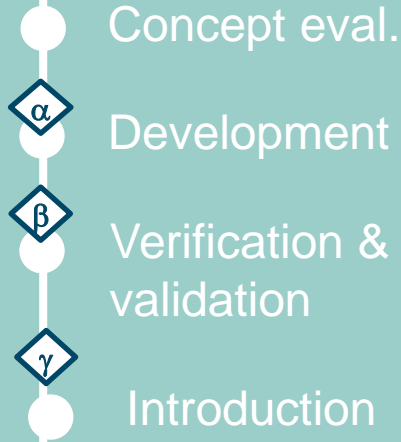 Concept eval.
α
Development
β
Verification &
validation
γ
Introduction